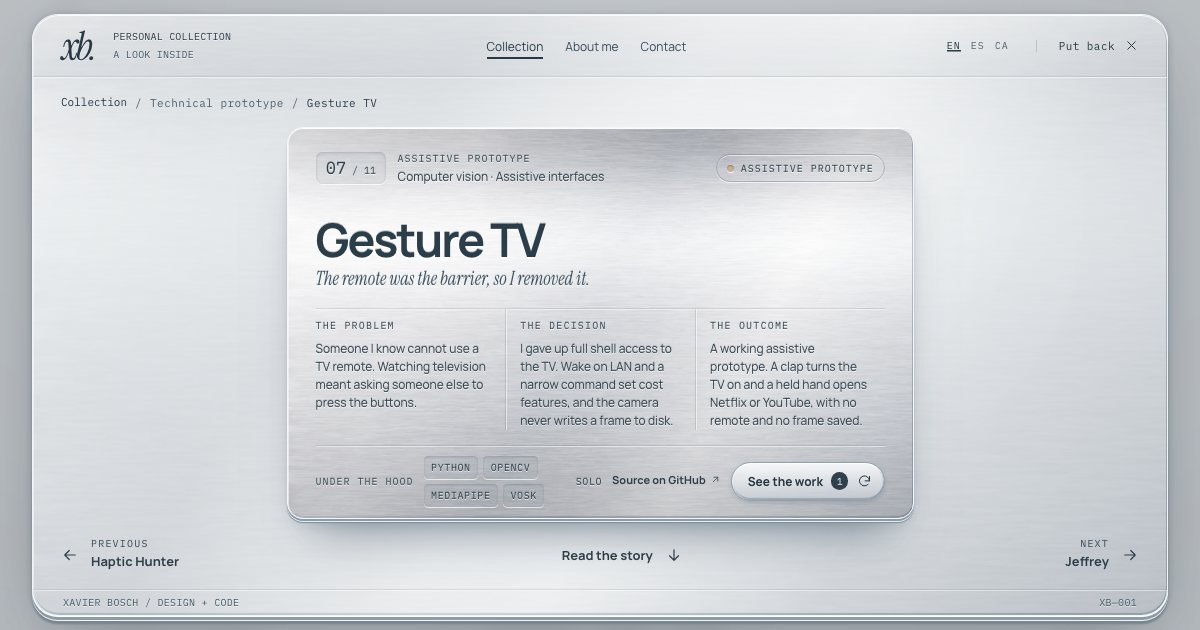 xb.
PERSONAL COLLECTION
A LOOK INSIDE
Collection About me Contact
EN ES CA
Put back
Collection / Technical prototype / Gesture TV
07 / 11
ASSISTIVE PROTOTYPE
Computer vision · Assistive interfaces
ASSISTIVE PROTOTYPE
Gesture TV
The remote was the barrier, so I removed it.
THE PROBLEM
Someone I know cannot use a
TV remote. Watching television
meant asking someone else to
press the buttons.
THE DECISION
I gave up full shell access to
the TV. Wake on LAN and a
narrow command set cost
features, and the camera
never writes a frame to disk.
THE OUTCOME
A working assistive
prototype. A clap turns the
TV on and a held hand opens
Netflix or YouTube, with no
remote and no frame saved.
UNDER THE HOOD
PYTHON OPENCV
MEDIAPIPE VOSK
SOLO
Source on GitHub ↗
See the work 1
PREVIOUS
Haptic Hunter
Read the story ↓
NEXT
Jeffrey
XAVIER BOSCH / DESIGN + CODE
XB—001